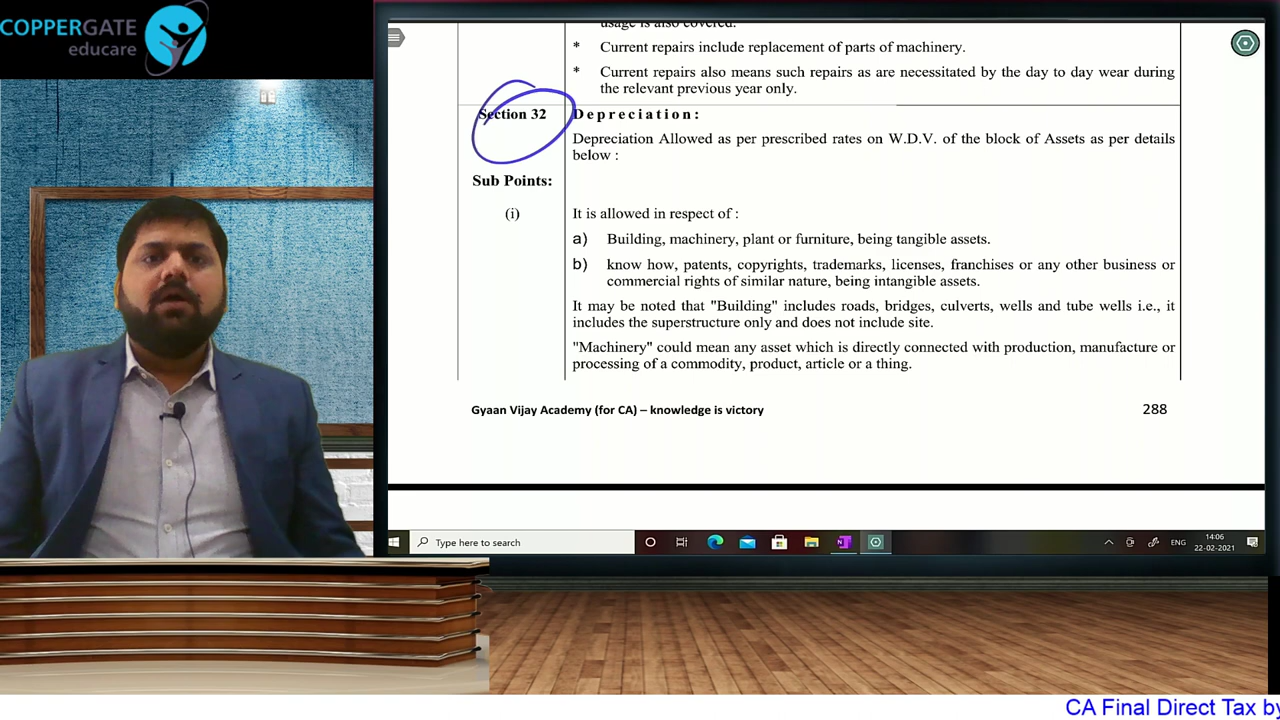 COPPERGATE
educare
usage is also covered.
* Current repairs include replacement of parts of machinery.
* Current repairs also means such repairs as are necessitated by the day to day wear during
the relevant previous year only.
Section 32 Depreciation:
Depreciation Allowed as per prescribed rates on W.D.V. of the block of Assets as per details
below :
Sub Points:
(i) It is allowed in respect of :
a) Building, machinery, plant or furniture, being tangible assets.
b) know how, patents, copyrights, trademarks, licenses, franchises or any other business or
commercial rights of similar nature, being intangible assets.
It may be noted that "Building" includes roads, bridges, culverts, wells and tube wells i.e., it
includes the superstructure only and does not include site.
"Machinery" could mean any asset which is directly connected with production, manufacture or
processing of a commodity, product, article or a thing.
Gyaan Vijay Academy (for CA) – knowledge is victory 288
Type here to search
ENG
14:06
22-02-2021
CA Final Direct Tax by